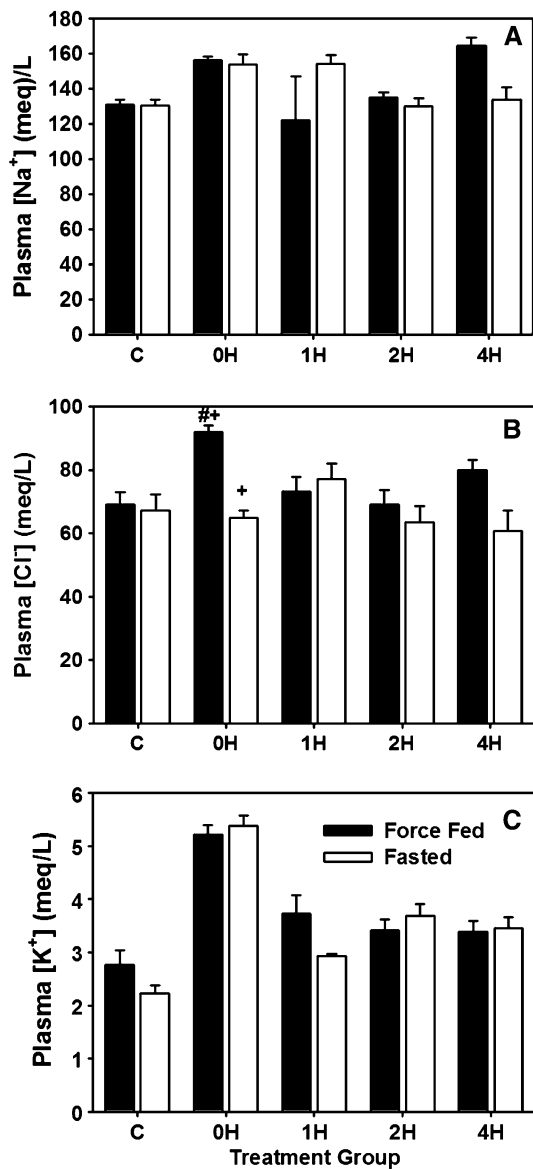 A
Plasma [Na+] (meq)/L
180
160
140
120
100
80
60
40
20
0
C 0H 1H 2H 4H
B
Plasma [Cl-] (meq/L)
100
80
60
40
20
0
#+
+
C 0H 1H 2H 4H
C
Plasma [K+] (meq/L)
6
5
4
3
2
1
0
Force Fed
Fasted
C 0H 1H 2H 4H
Treatment Group